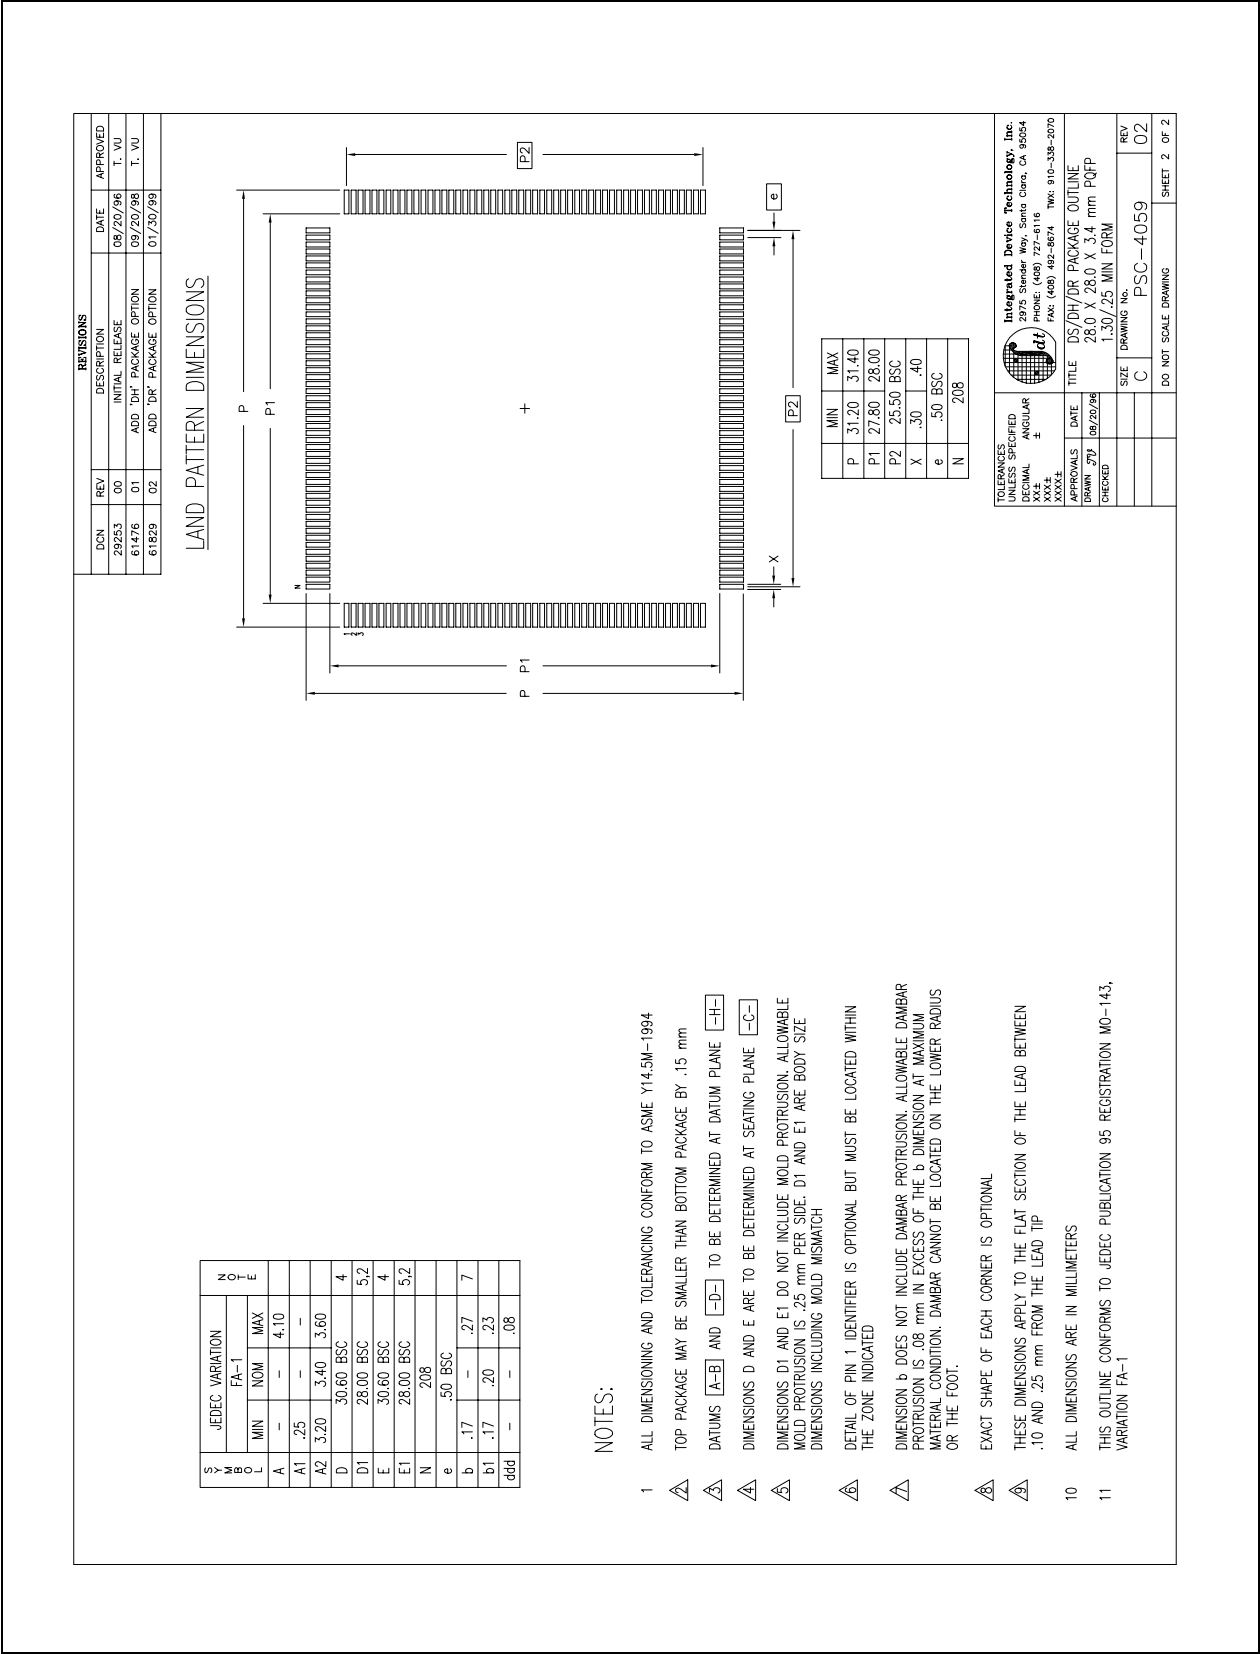 REVISIONS
DCN REV DESCRIPTION DATE APPROVED
29253 00 INITIAL RELEASE 08/20/96 T. VU
61476 01 ADD 'DH' PACKAGE OPTION 09/20/98 T. VU
61829 02 ADD 'DR' PACKAGE OPTION 01/30/99
LAND PATTERN DIMENSIONS
P
P1
P2
N
1
2
3
P
P1
e
X
P2
MIN MAX
P 31.20 31.40
P1 27.80 28.00
P2 25.50 BSC
X .30 .40
e .50 BSC
N 208
SYMBOL JEDEC VARIATION NOTE
FA-1
MIN NOM MAX
A – – 4.10
A1 .25 – –
A2 3.20 3.40 3.60
D 30.60 BSC 4
D1 28.00 BSC 5,2
E 30.60 BSC 4
E1 28.00 BSC 5,2
N 208
e .50 BSC
b .17 – .27 7
b1 .17 .20 .23
ddd – – .08
NOTES:
1 ALL DIMENSIONING AND TOLERANCING CONFORM TO ASME Y14.5M-1994
2 TOP PACKAGE MAY BE SMALLER THAN BOTTOM PACKAGE BY .15 mm
3 DATUMS A-B AND -D- TO BE DETERMINED AT DATUM PLANE -H-
4 DIMENSIONS D AND E ARE TO BE DETERMINED AT SEATING PLANE -C-
5 DIMENSIONS D1 AND E1 DO NOT INCLUDE MOLD PROTRUSION. ALLOWABLE
MOLD PROTRUSION IS .25 mm PER SIDE. D1 AND E1 ARE BODY SIZE
DIMENSIONS INCLUDING MOLD MISMATCH
6 DETAIL OF PIN 1 IDENTIFIER IS OPTIONAL BUT MUST BE LOCATED WITHIN
THE ZONE INDICATED
7 DIMENSION b DOES NOT INCLUDE DAMBAR PROTRUSION. ALLOWABLE DAMBAR
PROTRUSION IS .08 mm IN EXCESS OF THE b DIMENSION AT MAXIMUM
MATERIAL CONDITION. DAMBAR CANNOT BE LOCATED ON THE LOWER RADIUS
OR THE FOOT.
8 EXACT SHAPE OF EACH CORNER IS OPTIONAL
9 THESE DIMENSIONS APPLY TO THE FLAT SECTION OF THE LEAD BETWEEN
.10 AND .25 mm FROM THE LEAD TIP
10 ALL DIMENSIONS ARE IN MILLIMETERS
11 THIS OUTLINE CONFORMS TO JEDEC PUBLICATION 95 REGISTRATION MO-143,
VARIATION FA-1
TOLERANCES
UNLESS SPECIFIED
DECIMAL ANGULAR
XX± ±
XXX±
XXXX±
APPROVALS DATE
DRAWN TV 08/20/96
CHECKED
idt
Integrated Device Technology, Inc.
2975 Stender Way, Santa Clara, CA 95054
PHONE: (408) 727-6116
FAX: (408) 492-8674 TWX: 910-338-2070
TITLE DS/DH/DR PACKAGE OUTLINE
28.0 X 28.0 X 3.4 mm PQFP
1.30/.25 MIN FORM
SIZE DRAWING No. REV
C PSC-4059 02
DO NOT SCALE DRAWING SHEET 2 OF 2